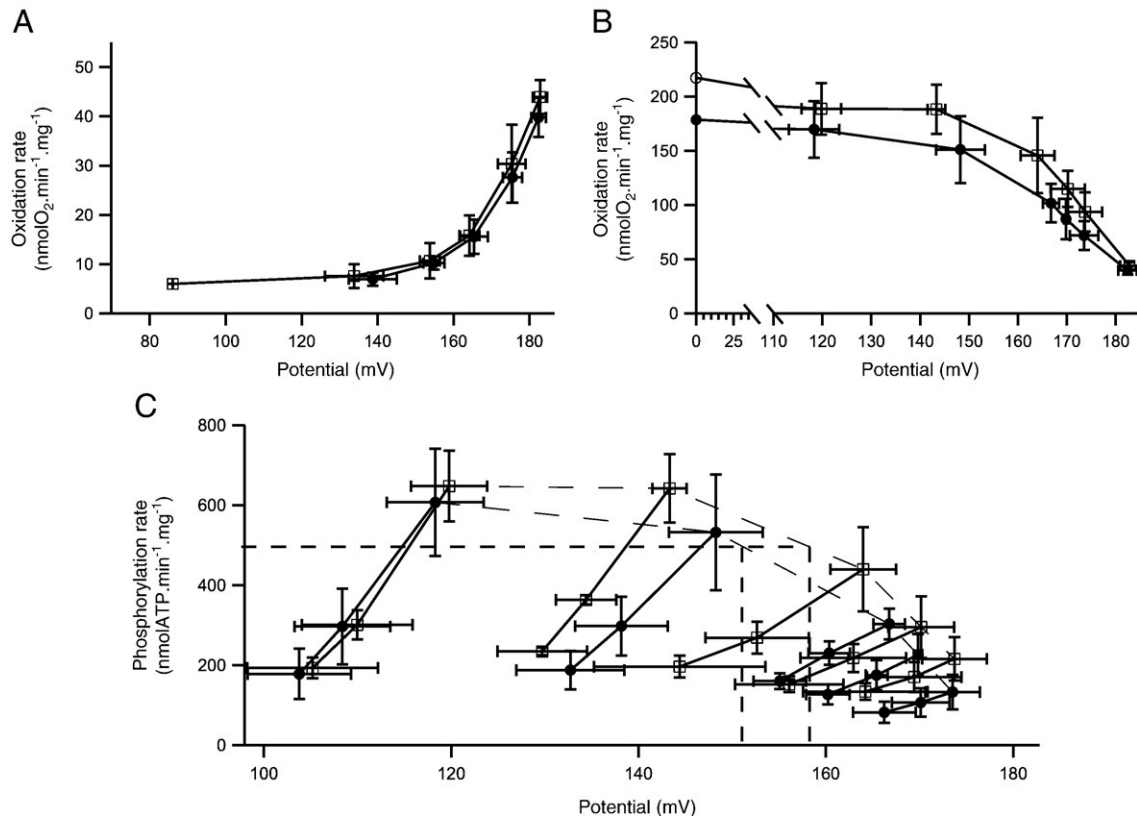 A
Oxidation rate
(nmolO₂.min⁻¹.mg⁻¹)
50
40
30
20
10
0
80 100 120 140 160 180
Potential (mV)
B
Oxidation rate
(nmolO₂.min⁻¹.mg⁻¹)
250
200
150
100
50
0
0 25 110 120 130 140 150 160 170 180
Potential (mV)
C
Phosphorylation rate
(nmolATP.min⁻¹.mg⁻¹)
800
600
400
200
0
100 120 140 160 180
Potential (mV)